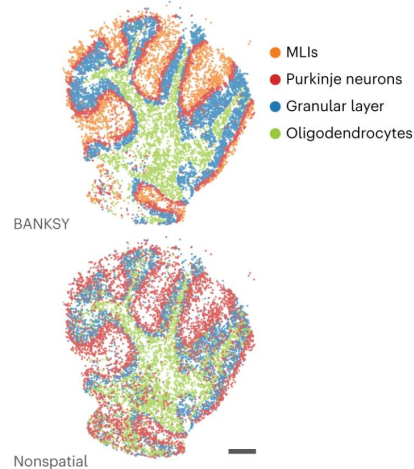 MLIs
Purkinje neurons
Granular layer
Oligodendrocytes
BANKSY
Nonspatial